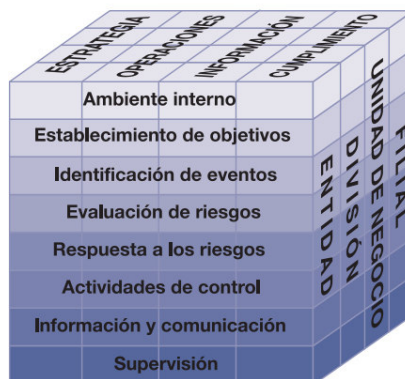 ESTRATEGIA
OPERACIONES
INFORMACIÓN
CUMPLIMIENTO
Ambiente interno
Establecimiento de objetivos
Identificación de eventos
Evaluación de riesgos
Respuesta a los riesgos
Actividades de control
Información y comunicación
Supervisión
ENTIDAD
DIVISIÓN
UNIDAD DE NEGOCIO
FILIAL